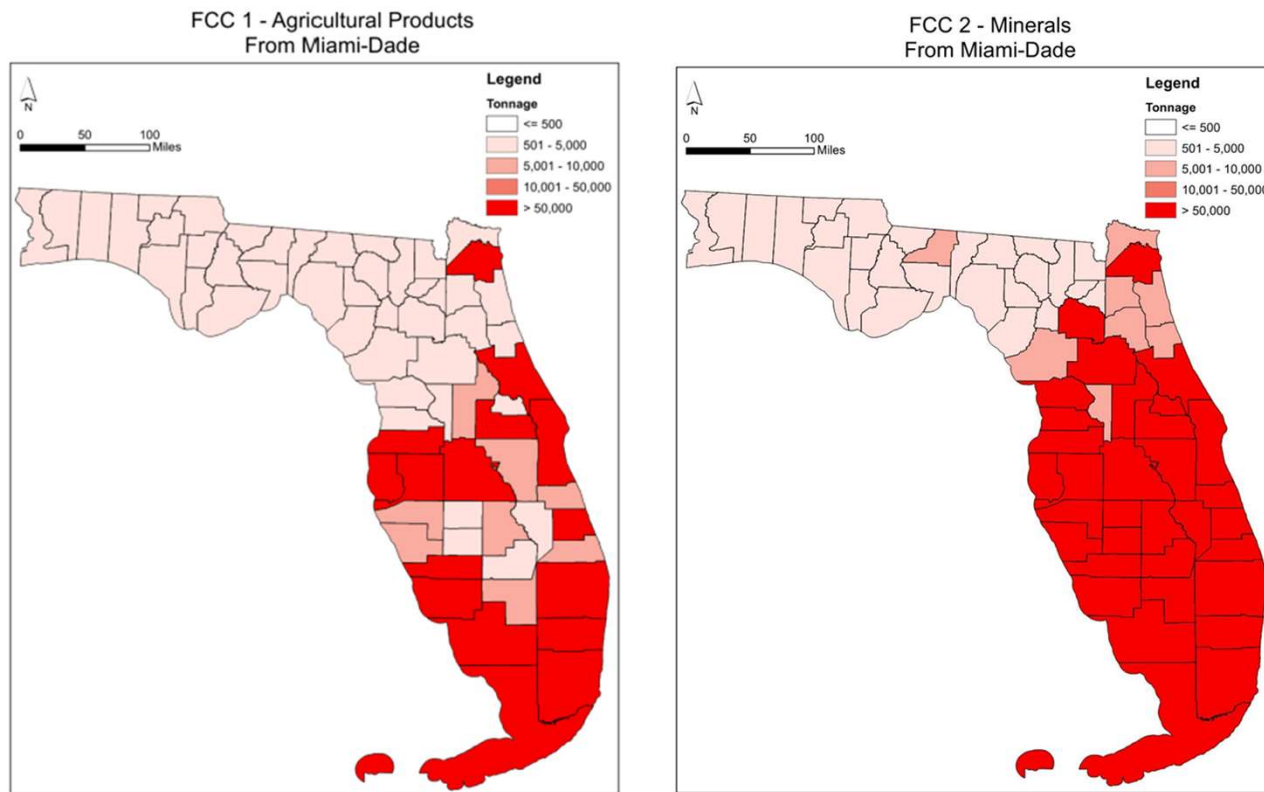 FCC 1 - Agricultural Products
From Miami-Dade
N
0 50 100
Miles
Legend
Tonnage
<= 500
501 - 5,000
5,001 - 10,000
10,001 - 50,000
> 50,000
FCC 2 - Minerals
From Miami-Dade
N
0 50 100
Miles
Legend
Tonnage
<= 500
501 - 5,000
5,001 - 10,000
10,001 - 50,000
> 50,000